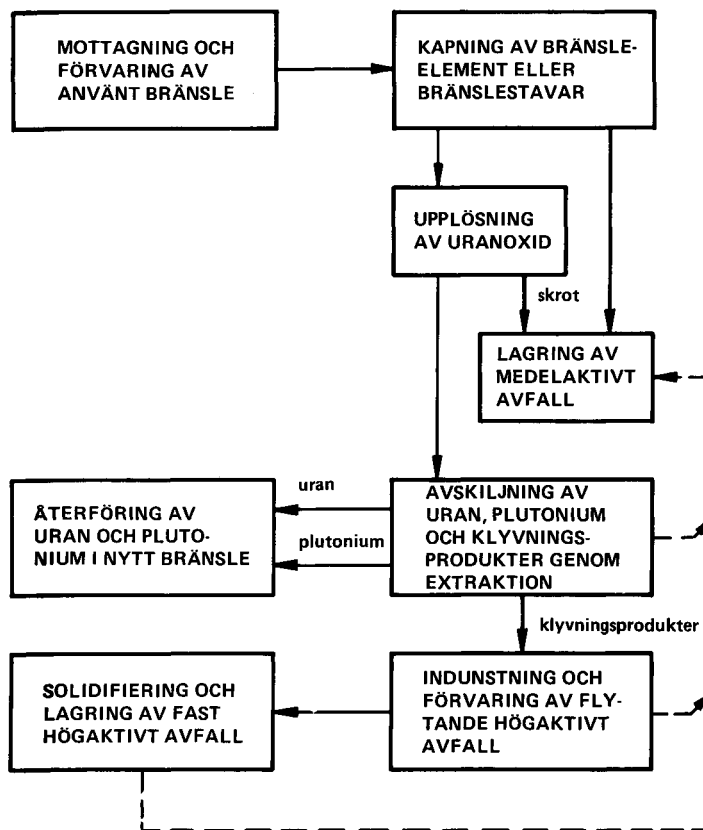 MOTTAGNING OCH
FÖRVARING AV
ANVÄNT BRÄNSLE
KAPNING AV BRÄNSLE-
ELEMENT ELLER
BRÄNSLESTAVAR
UPPLÖSNING
AV URANOXID
skrot
LAGRING AV
MEDELAKTIVT
AVFALL
uran
plutonium
ÅTERFÖRING AV
URAN OCH PLUTO-
NIUM I NYTT BRÄNSLE
AVSKILJNING AV
URAN, PLUTONIUM
OCH KLYVNINGS-
PRODUKTER GENOM
EXTRAKTION
klyvningsprodukter
SOLIDIFIERING OCH
LAGRING AV FAST
HÖGAKTIVT AVFALL
INDUNSTNING OCH
FÖRVARING AV FLY-
TANDE HÖGAKTIVT
AVFALL